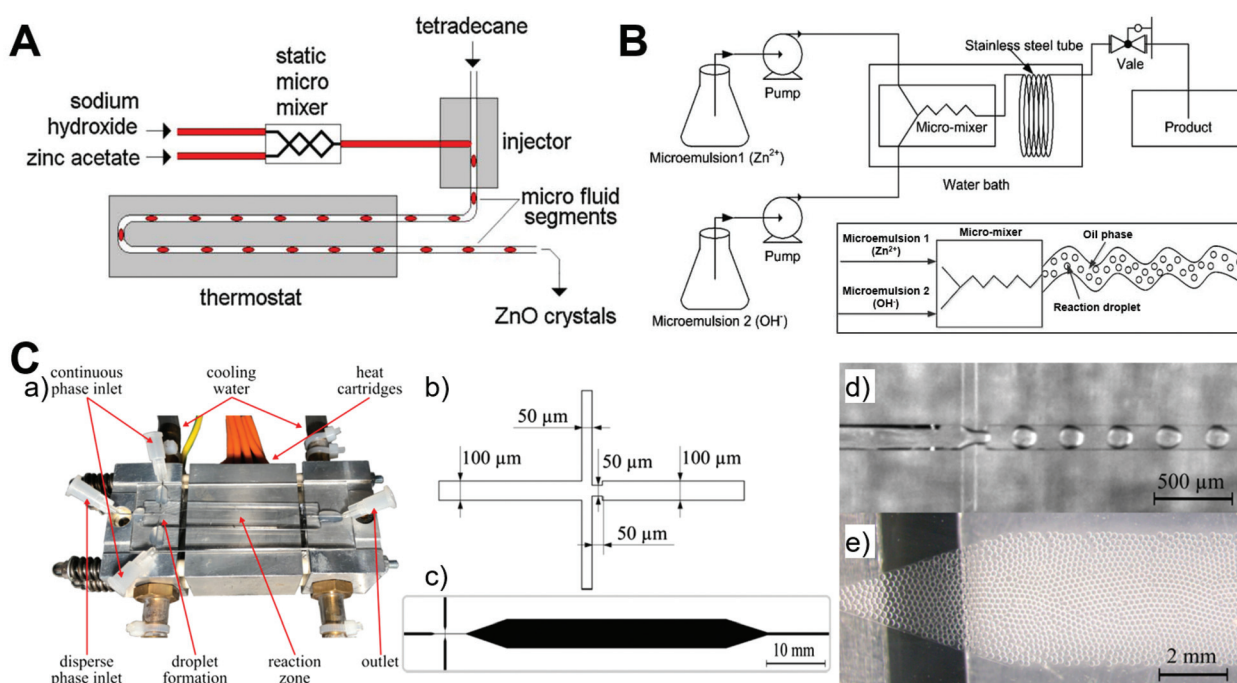 A
tetradecane
static
micro
mixer
sodium
hydroxide
zinc acetate
injector
micro fluid
segments
thermostat
ZnO crystals
B
Stainless steel tube
Vale
Pump
Micro-mixer
Product
Microemulsion1 (Zn²⁺)
Water bath
Pump
Microemulsion 2 (OH⁻)
Micro-mixer
Oil phase
Microemulsion 1
(Zn²⁺)
Microemulsion 2
(OH⁻)
Reaction droplet
C
a)
continuous
phase inlet
cooling
water
heat
cartridges
disperse
phase inlet
droplet
formation
reaction
zone
outlet
b)
50 µm
100 µm
50 µm
100 µm
50 µm
c)
10 mm
d)
500 µm
e)
2 mm